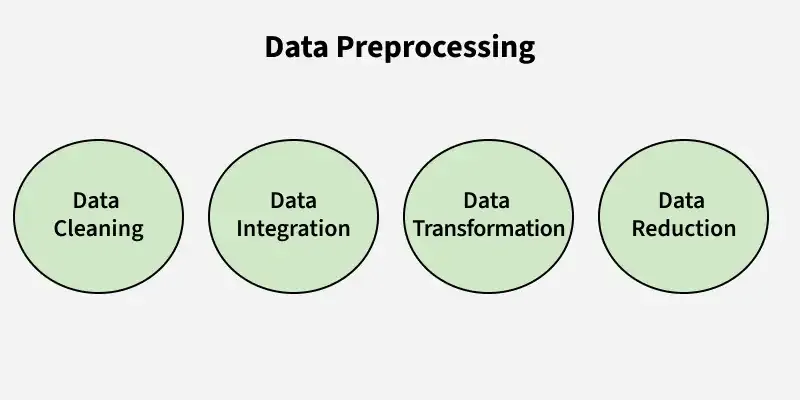 Data Preprocessing
Data
Cleaning
Data
Integration
Data
Transformation
Data
Reduction